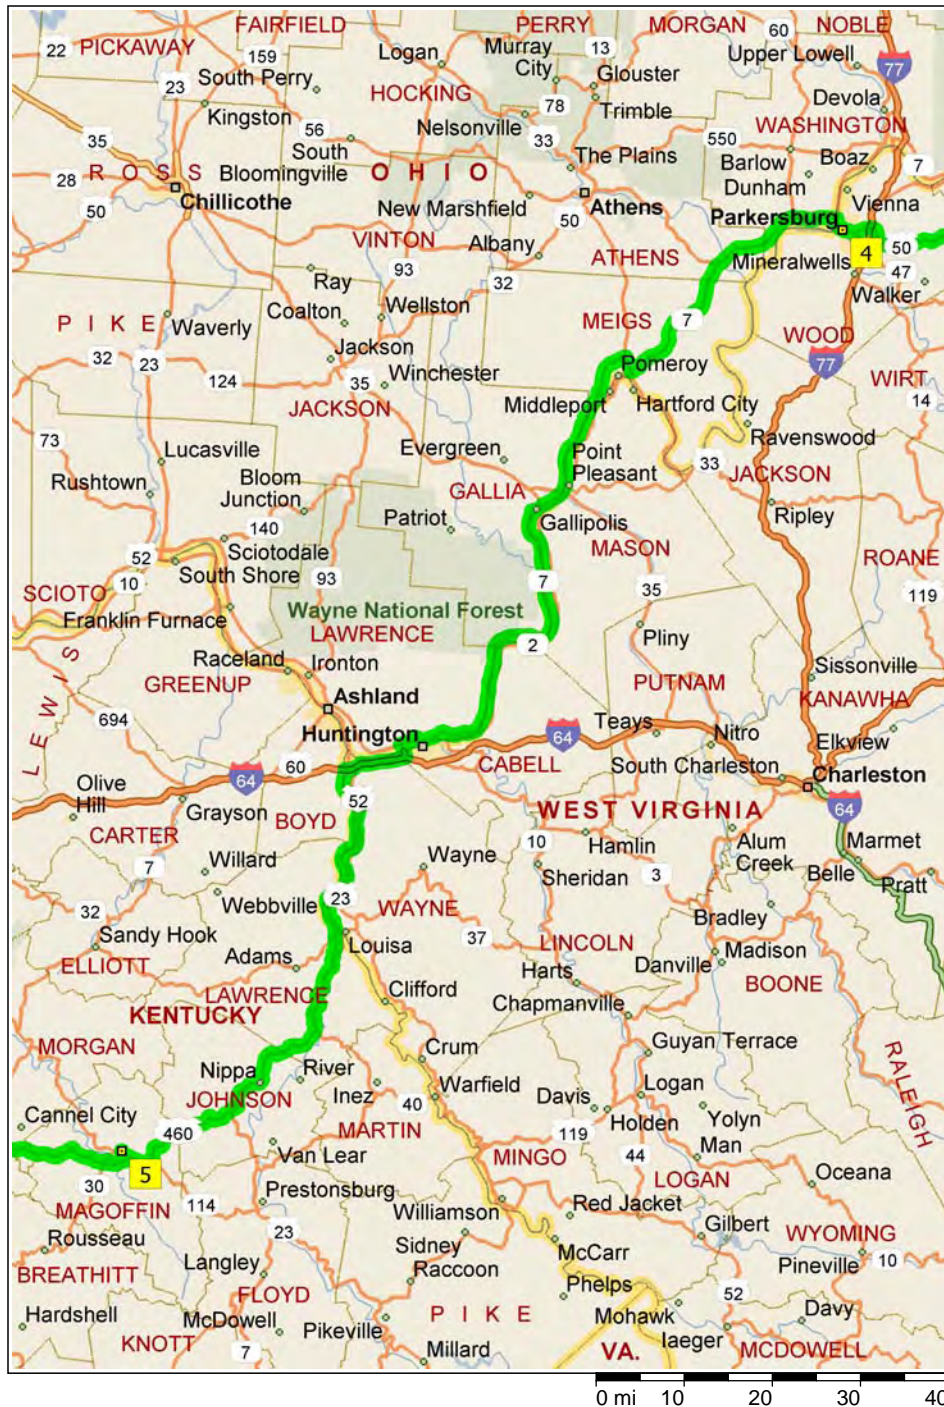 FAIRFIELD
PERRY
MORGAN
60
NOBLE
22
PICKAWAY
159
Logan
Murray
City
13
Upper Lowell
77
23
South Perry
Glouster
HOCKING
Trimble
Devola
Kingston
78
Nelsonville
WASHINGTON
56
33
550
35
South
Bloomingville
The Plains
Barlow
Boaz
7
28
ROSS
OHIO
Dunham
50
Chillicothe
New Marshfield
Athens
Vienna
50
Parkersburg
VINTON
Albany
4
50
93
ATHENS
Mineralwells
47
Ray
32
Walker
Coalton
Wellston
PIKE
Waverly
MEIGS
7
WOOD
32
23
Jackson
Pomeroy
77
124
35
Winchester
WIRT
JACKSON
Middleport
Hartford City
14
73
Evergreen
Point
Pleasant
Ravenswood
Lucasville
33
JACKSON
Rushtown
Bloom
Junction
GALLIA
Ripley
Patriot
Gallipolis
140
MASON
52
Sciotodale
ROANE
10
South Shore
93
7
35
119
SCIOTO
Franklin Furnace
Wayne National Forest
LAWRENCE
Pliny
2
LEWIS
Raceland
Ironton
Sissonville
GREENUP
PUTNAM
KANAWHA
694
Ashland
Teays
Huntington
64
Nitro
Elkview
60
64
CABELL
South Charleston
Charleston
Olive
Hill
52
WEST VIRGINIA
64
Grayson
BOYD
CARTER
10
Hamlin
Alum
Creek
Marmet
7
Willard
Wayne
Sheridan
3
Belle
Pratt
23
Webbville
WAYNE
Bradley
32
Sandy Hook
37
LINCOLN
Louisa
Madison
ELLIOTT
Adams
Harts
Danville
BOONE
LAWRENCE
Clifford
Chapmanville
KENTUCKY
MORGAN
Crum
Guyan Terrace
RALEIGH
Nippa
River
Warfield
Logan
JOHNSON
Inez
40
Davis
Yolyn
Cannel City
460
Holden
MARTIN
119
Man
5
Van Lear
MINGO
44
30
LOGAN
Oceana
MAGOFFIN
114
Prestonsburg
Williamson
Red Jacket
Rousseau
23
Sidney
Gilbert
WYOMING
10
BREATHITT
Langley
Raccoon
McCarr
Pineville
FLOYD
Phelps
52
Hardshell
McDowell
PIKE
Mohawk
Davy
KNOTT
Pikeville
Iaeger
7
Millard
VA.
MCDOWELL
0 mi 10 20 30 40